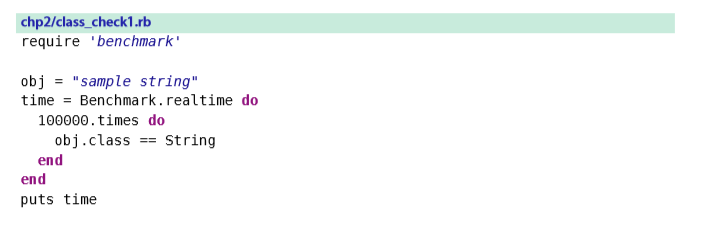 chp2/class_check1.rb
require 'benchmark'
obj = "sample string"
time = Benchmark.realtime do
  100000.times do
    obj.class == String
  end
end
puts time